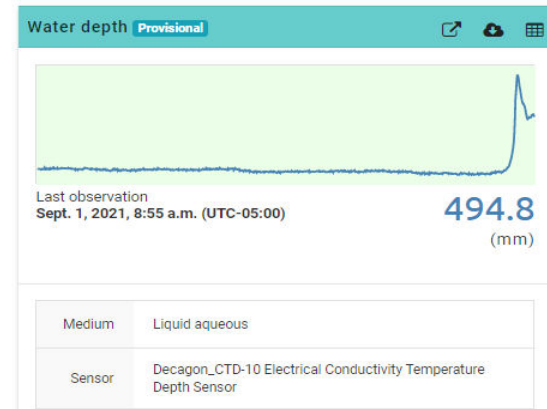 Water depth Provisional
Last observation
Sept. 1, 2021, 8:55 a.m. (UTC-05:00)
494.8
(mm)
Medium Liquid aqueous
Sensor Decagon_CTD-10 Electrical Conductivity Temperature
Depth Sensor